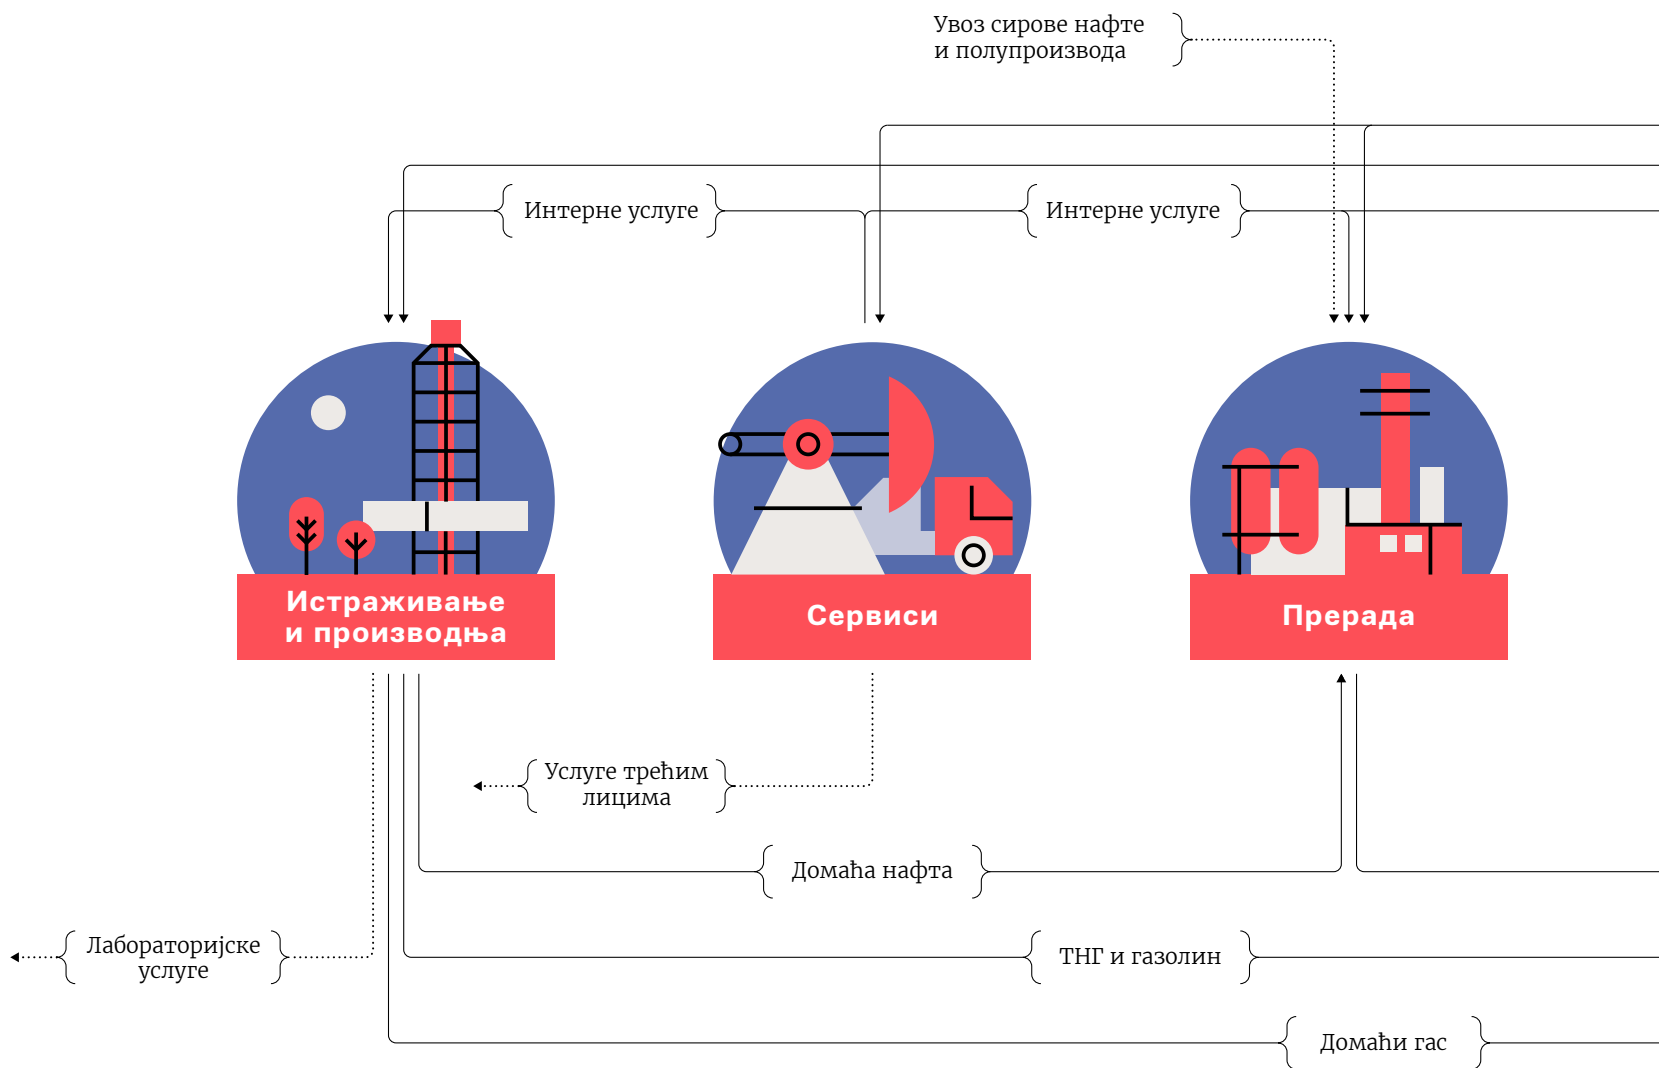 Увоз сирове нафте
и полупроизвода
Интерне услуге
Интерне услуге
Истраживање
и производња
Сервиси
Прерада
Услуге трећим
лицима
Домаћа нафта
Лабораторијске
услуге
ТНГ и газолин
Домаћи гас